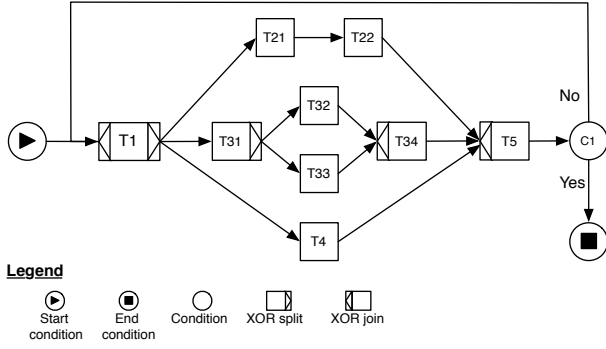 T21
T22
No
T32
T1
T31
T34
T5
C1
T33
Yes
T4
Legend
Start condition
End condition
Condition
XOR split
XOR join